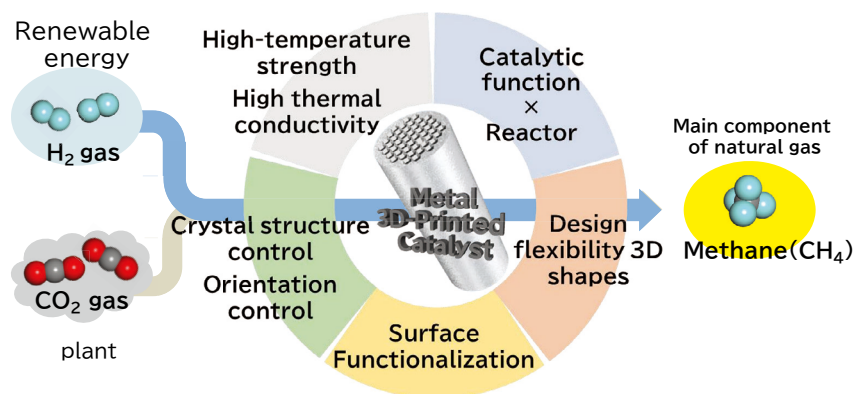 Renewable
energy
H₂ gas
CO₂ gas
plant
High-temperature
strength
High thermal
conductivity
Catalytic
function
×
Reactor
Crystal structure
control
Orientation
control
Metal
3D-Printed
Catalyst
Design
flexibility 3D
shapes
Surface
Functionalization
Main component
of natural gas
Methane(CH₄)